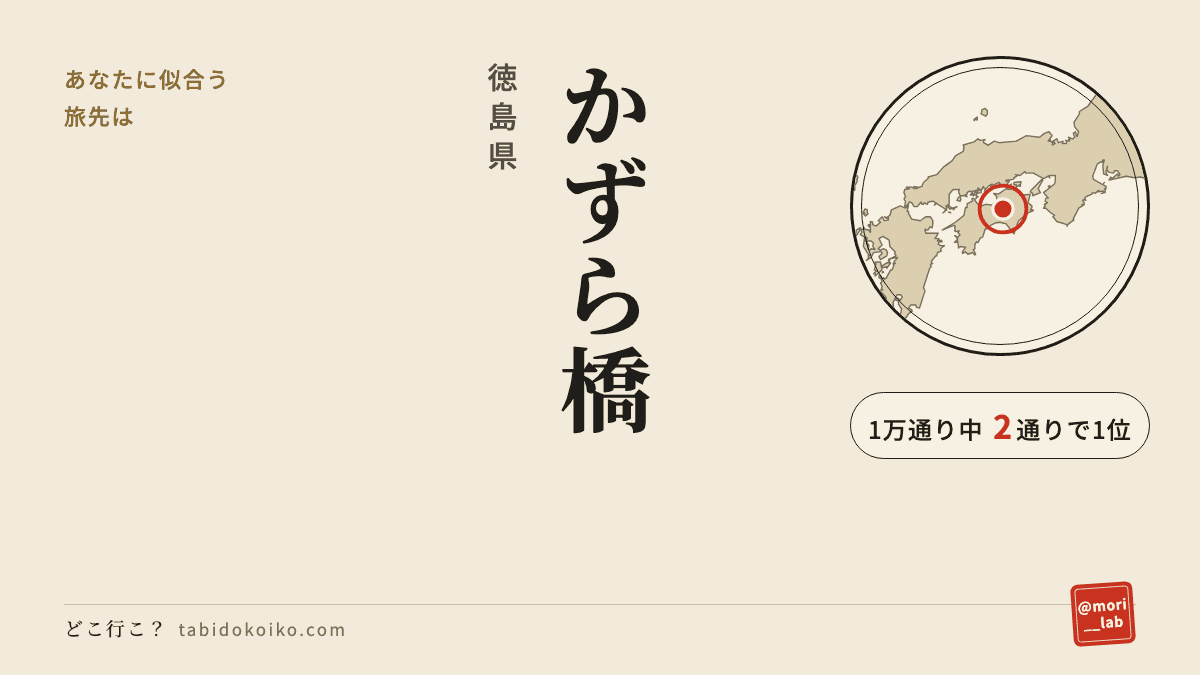 あなたに似合う
旅先は
徳島県
かずら橋
1万通り中 2通りで1位
どこ行こ？ tabidokoiko.com
@mori
__lab